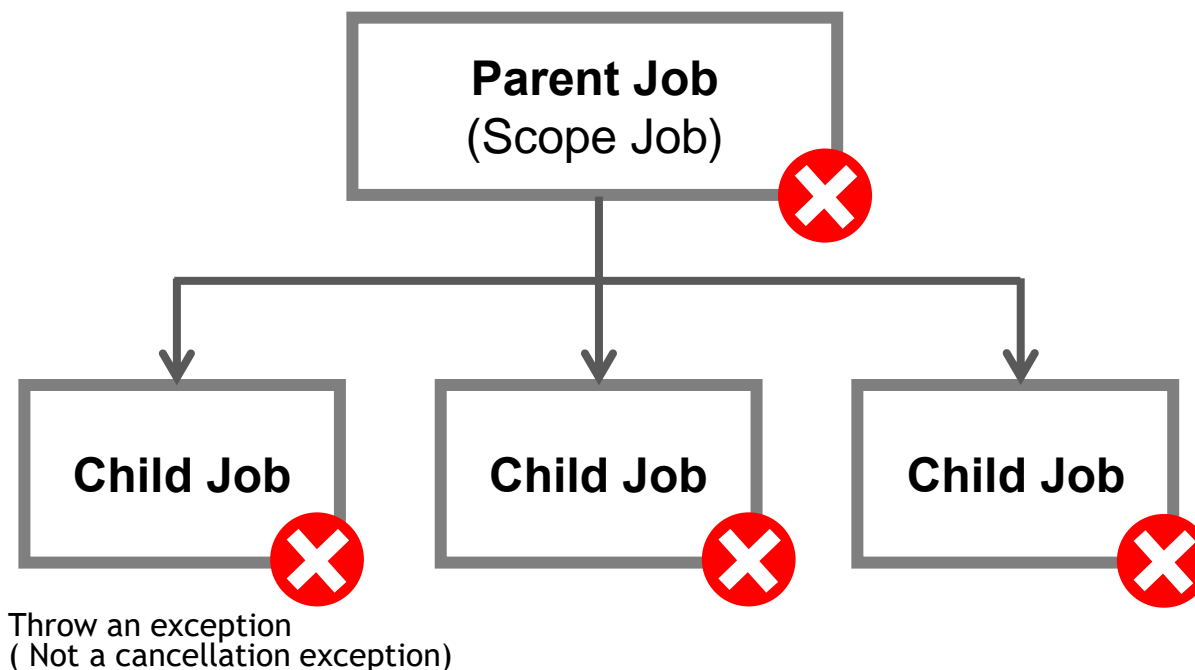 Parent Job
(Scope Job)
Child Job
Child Job
Child Job
Throw an exception
( Not a cancellation exception)